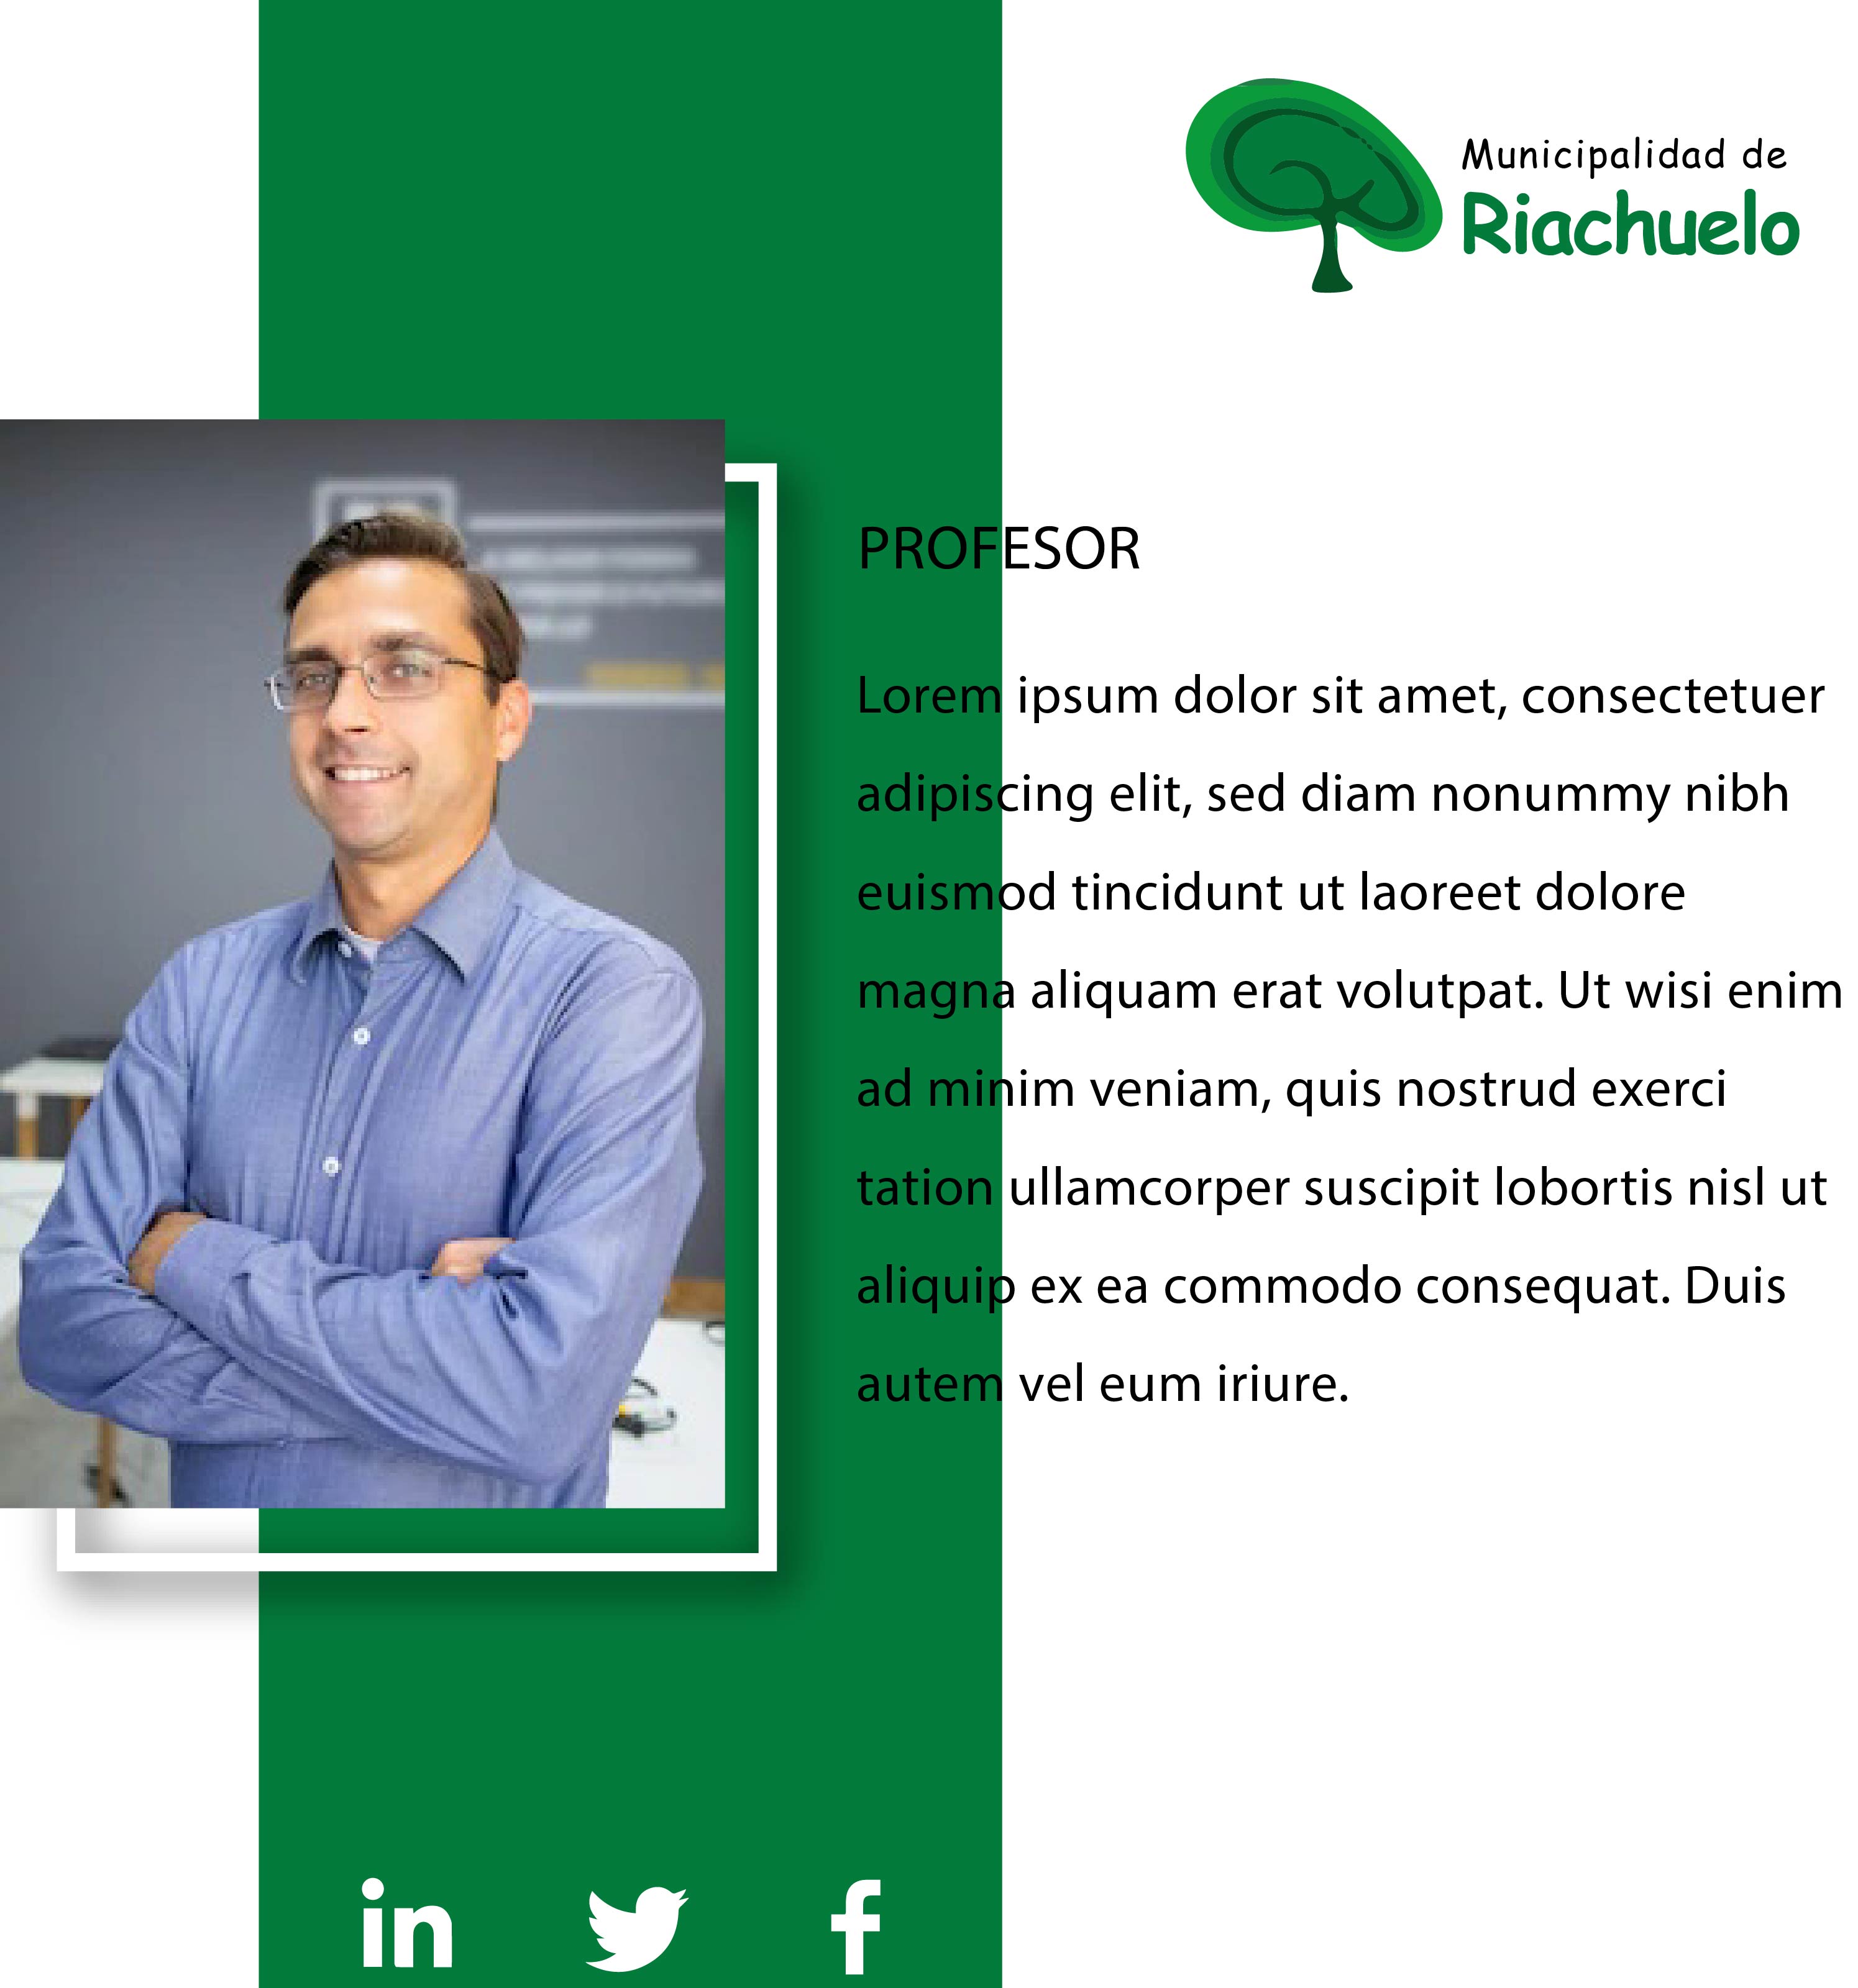 Municipalidad de
Riachuelo
PROFESOR
Lorem ipsum dolor sit amet, consectetuer
adipiscing elit, sed diam nonummy nibh
euismod tincidunt ut laoreet dolore
magna aliquam erat volutpat. Ut wisi enim
ad minim veniam, quis nostrud exerci
tation ullamcorper suscipit lobortis nisl ut
aliquip ex ea commodo consequat. Duis
autem vel eum iriure.
in
f